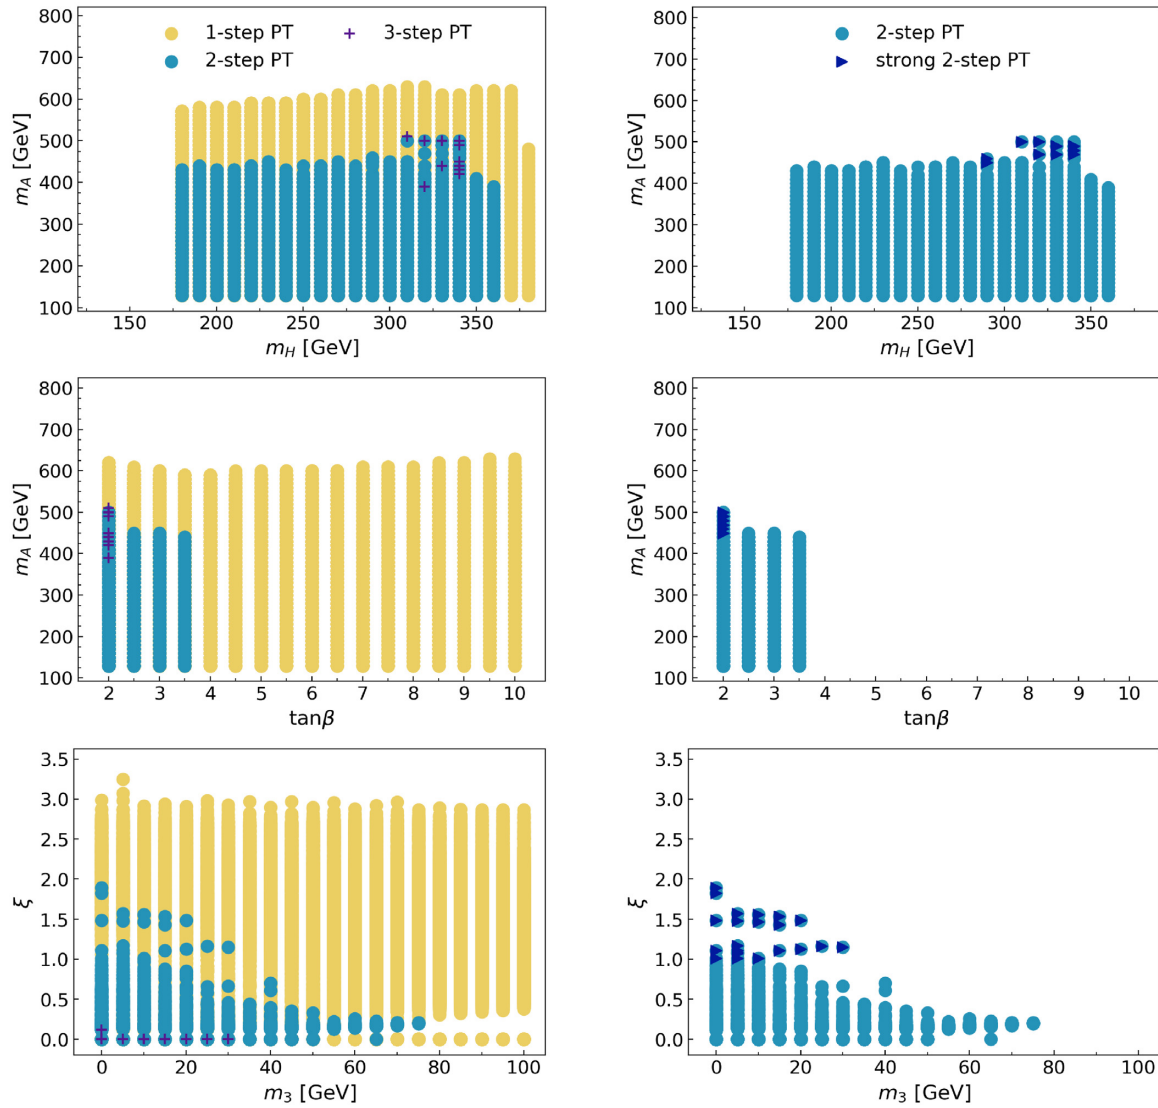 1-step PT
2-step PT
3-step PT
800
700
600
500
400
300
200
100
m_A [GeV]
150 200 250 300 350
m_H [GeV]
2-step PT
strong 2-step PT
800
700
600
500
400
300
200
100
m_A [GeV]
150 200 250 300 350
m_H [GeV]
800
700
600
500
400
300
200
100
m_A [GeV]
2 3 4 5 6 7 8 9 10
tanβ
800
700
600
500
400
300
200
100
m_A [GeV]
2 3 4 5 6 7 8 9 10
tanβ
3.5
3.0
2.5
2.0
1.5
1.0
0.5
0.0
ξ
0 20 40 60 80 100
m_3 [GeV]
3.5
3.0
2.5
2.0
1.5
1.0
0.5
0.0
ξ
0 20 40 60 80 100
m_3 [GeV]